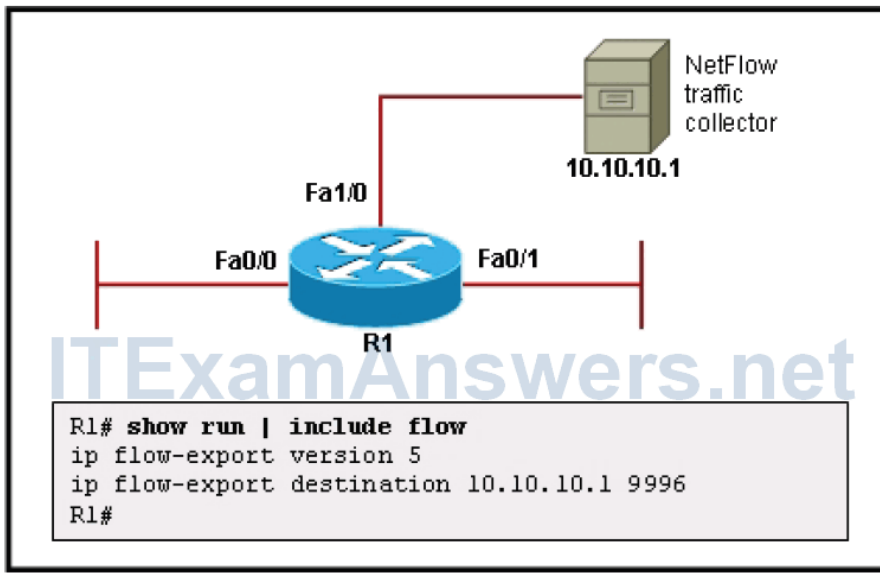 NetFlow
traffic
collector
10.10.10.1
Fa1/0
Fa0/0
Fa0/1
R1
ITExamAnswers.net
R1# show run | include flow
ip flow-export version 5
ip flow-export destination 10.10.10.1 9996
R1#